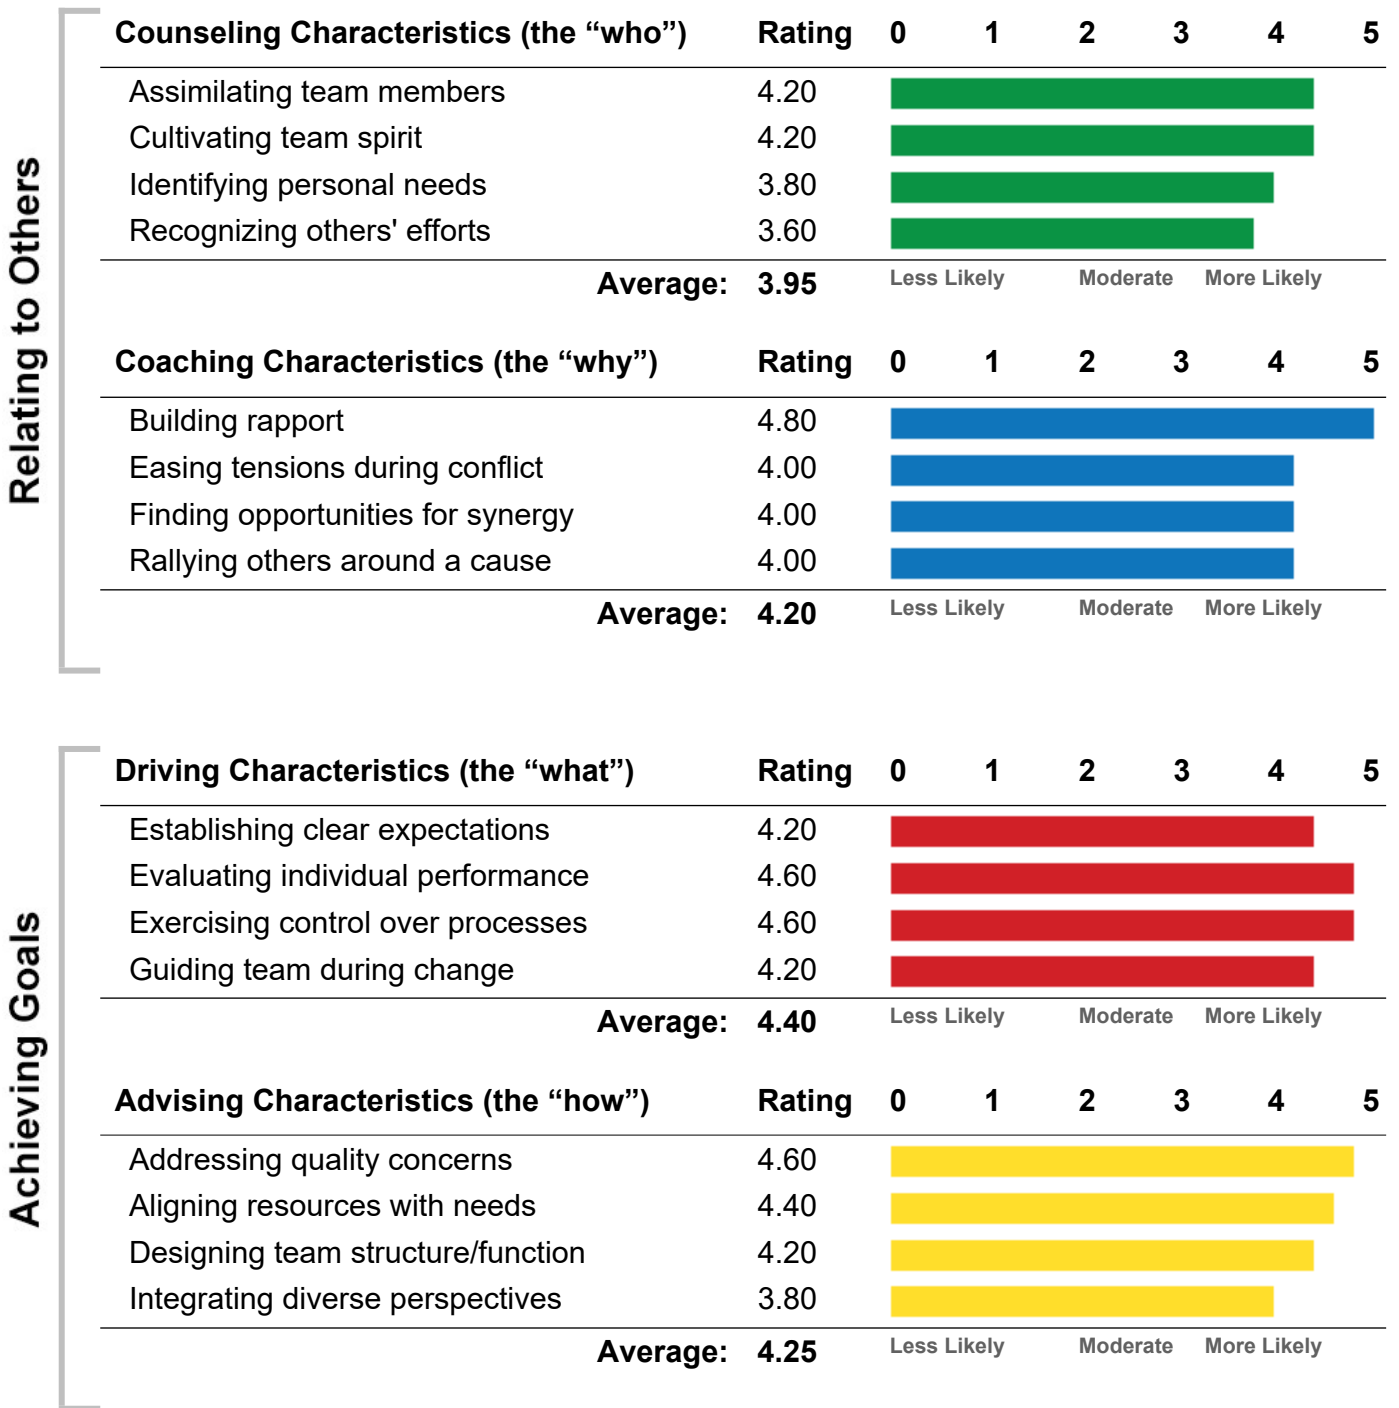 Relating to Others
Counseling Characteristics (the “who”) Rating 0 1 2 3 4 5
Assimilating team members 4.20
Cultivating team spirit 4.20
Identifying personal needs 3.80
Recognizing others' efforts 3.60
Average: 3.95 Less Likely Moderate More Likely
Coaching Characteristics (the “why”) Rating 0 1 2 3 4 5
Building rapport 4.80
Easing tensions during conflict 4.00
Finding opportunities for synergy 4.00
Rallying others around a cause 4.00
Average: 4.20 Less Likely Moderate More Likely
Achieving Goals
Driving Characteristics (the “what”) Rating 0 1 2 3 4 5
Establishing clear expectations 4.20
Evaluating individual performance 4.60
Exercising control over processes 4.60
Guiding team during change 4.20
Average: 4.40 Less Likely Moderate More Likely
Advising Characteristics (the “how”) Rating 0 1 2 3 4 5
Addressing quality concerns 4.60
Aligning resources with needs 4.40
Designing team structure/function 4.20
Integrating diverse perspectives 3.80
Average: 4.25 Less Likely Moderate More Likely